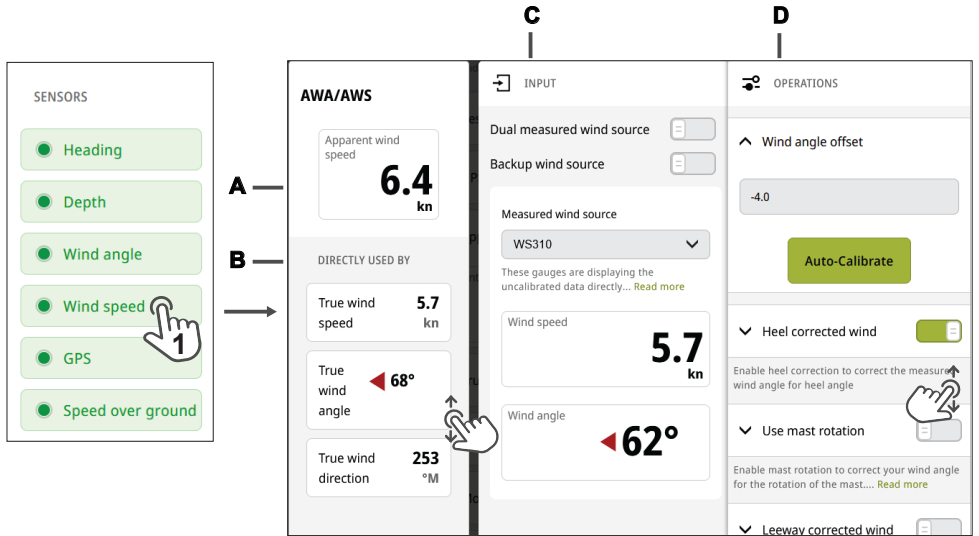 C
D
SENSORS
Heading
Depth
Wind angle
Wind speed
1
GPS
Speed over ground
A
B
AWA/AWS
Apparent wind
speed
6.4
kn
DIRECTLY USED BY
True wind
speed
5.7
kn
True
wind
angle
68°
True wind
direction
253
°M
INPUT
Dual measured wind source
Backup wind source
Measured wind source
WS310
These gauges are displaying the
uncalibrated data directly... Read more
Wind speed
5.7
kn
Wind angle
62°
OPERATIONS
Wind angle offset
-4.0
Auto-Calibrate
Heel corrected wind
Enable heel correction to correct the measured
wind angle for heel angle
Use mast rotation
Enable mast rotation to correct your wind angle
for the rotation of the mast.... Read more
Leeway corrected wind